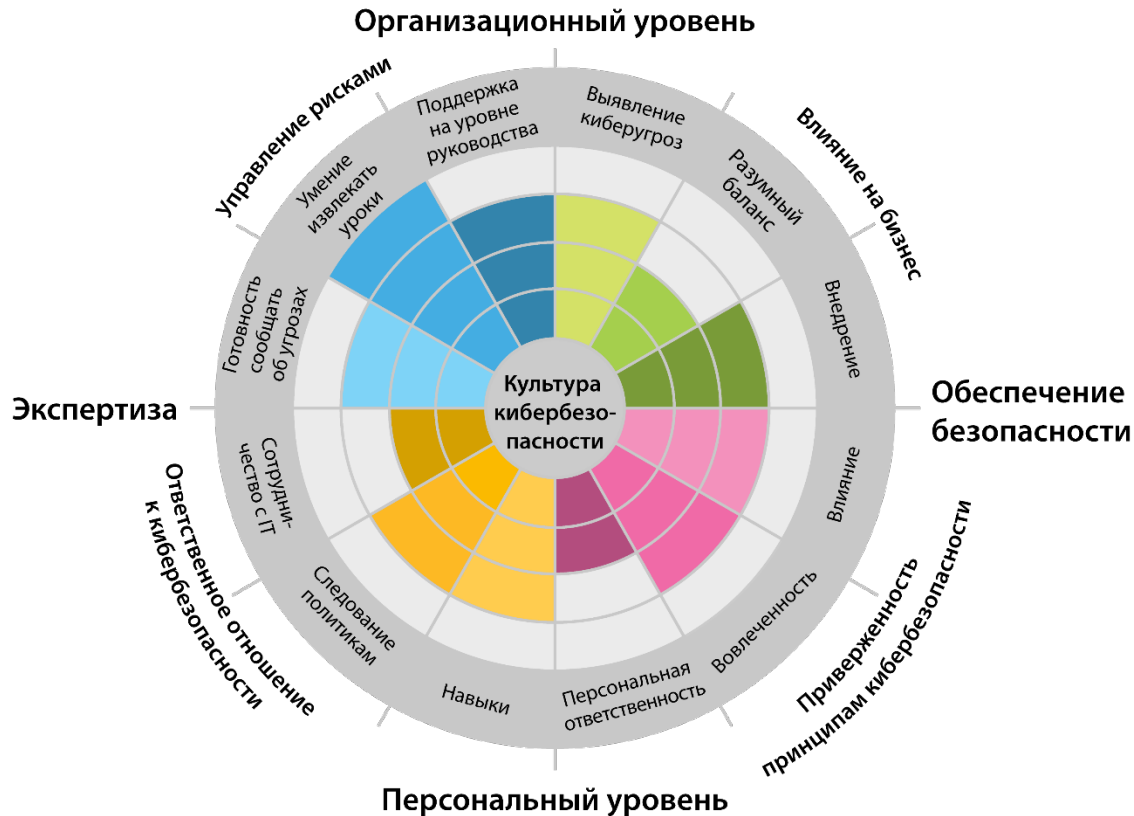 Организационный уровень
Управление рисками
Влияние на бизнес
Поддержка
на уровне
руководства
Выявление
киберугроз
Умение
извлекать
уроки
Разумный
баланс
Готовность
сообщать
об угрозах
Внедрение
Экспертиза
Культура
кибербезо-
пасности
Обеспечение
безопасности
Сотрудни-
чество с IT
Влияние
Ответственное отношение
к кибербезопасности
Следование
политикам
Навыки
Персональная
ответственность
Вовлеченность
Приверженность
принципам кибербезопасности
Персональный уровень